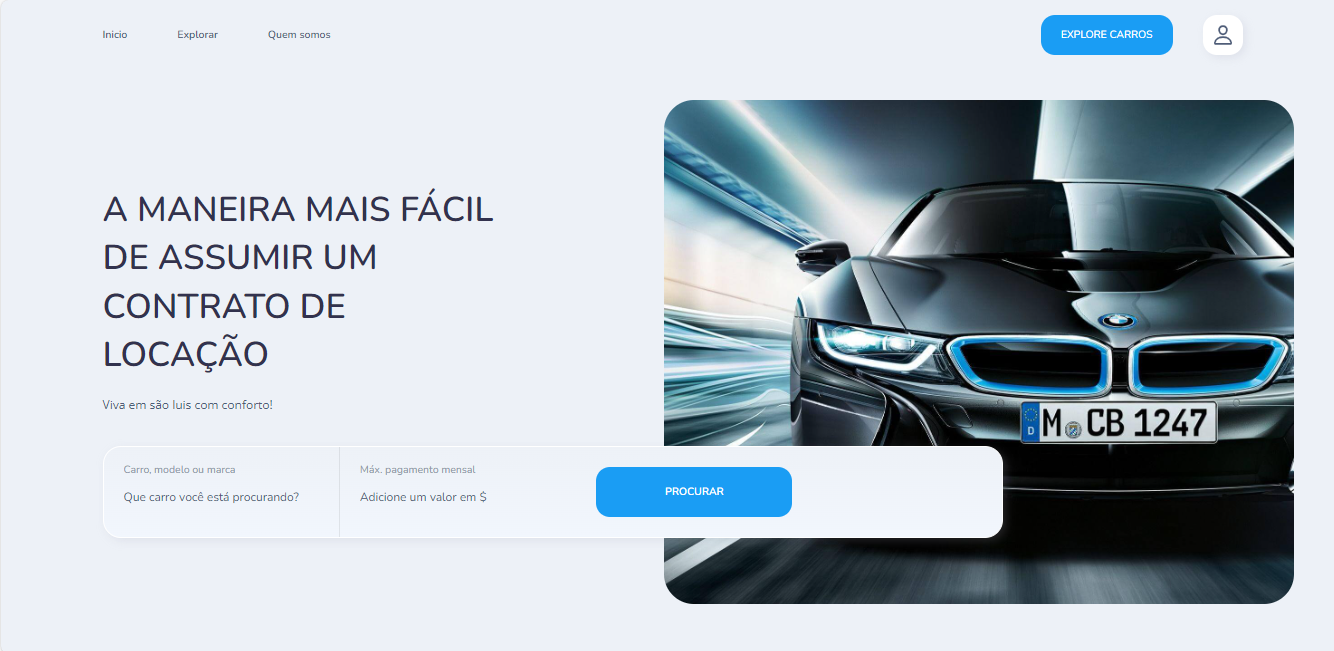 Inicio
Explorar
Quem somos
EXPLORE CARROS
A MANEIRA MAIS FÁCIL
DE ASSUMIR UM
CONTRATO DE
LOCAÇÃO
Viva em são luis com conforto!
Carro, modelo ou marca
Que carro você está procurando?
Máx. pagamento mensal
Adicione um valor em $
PROCURAR
BMW
D M CB 1247